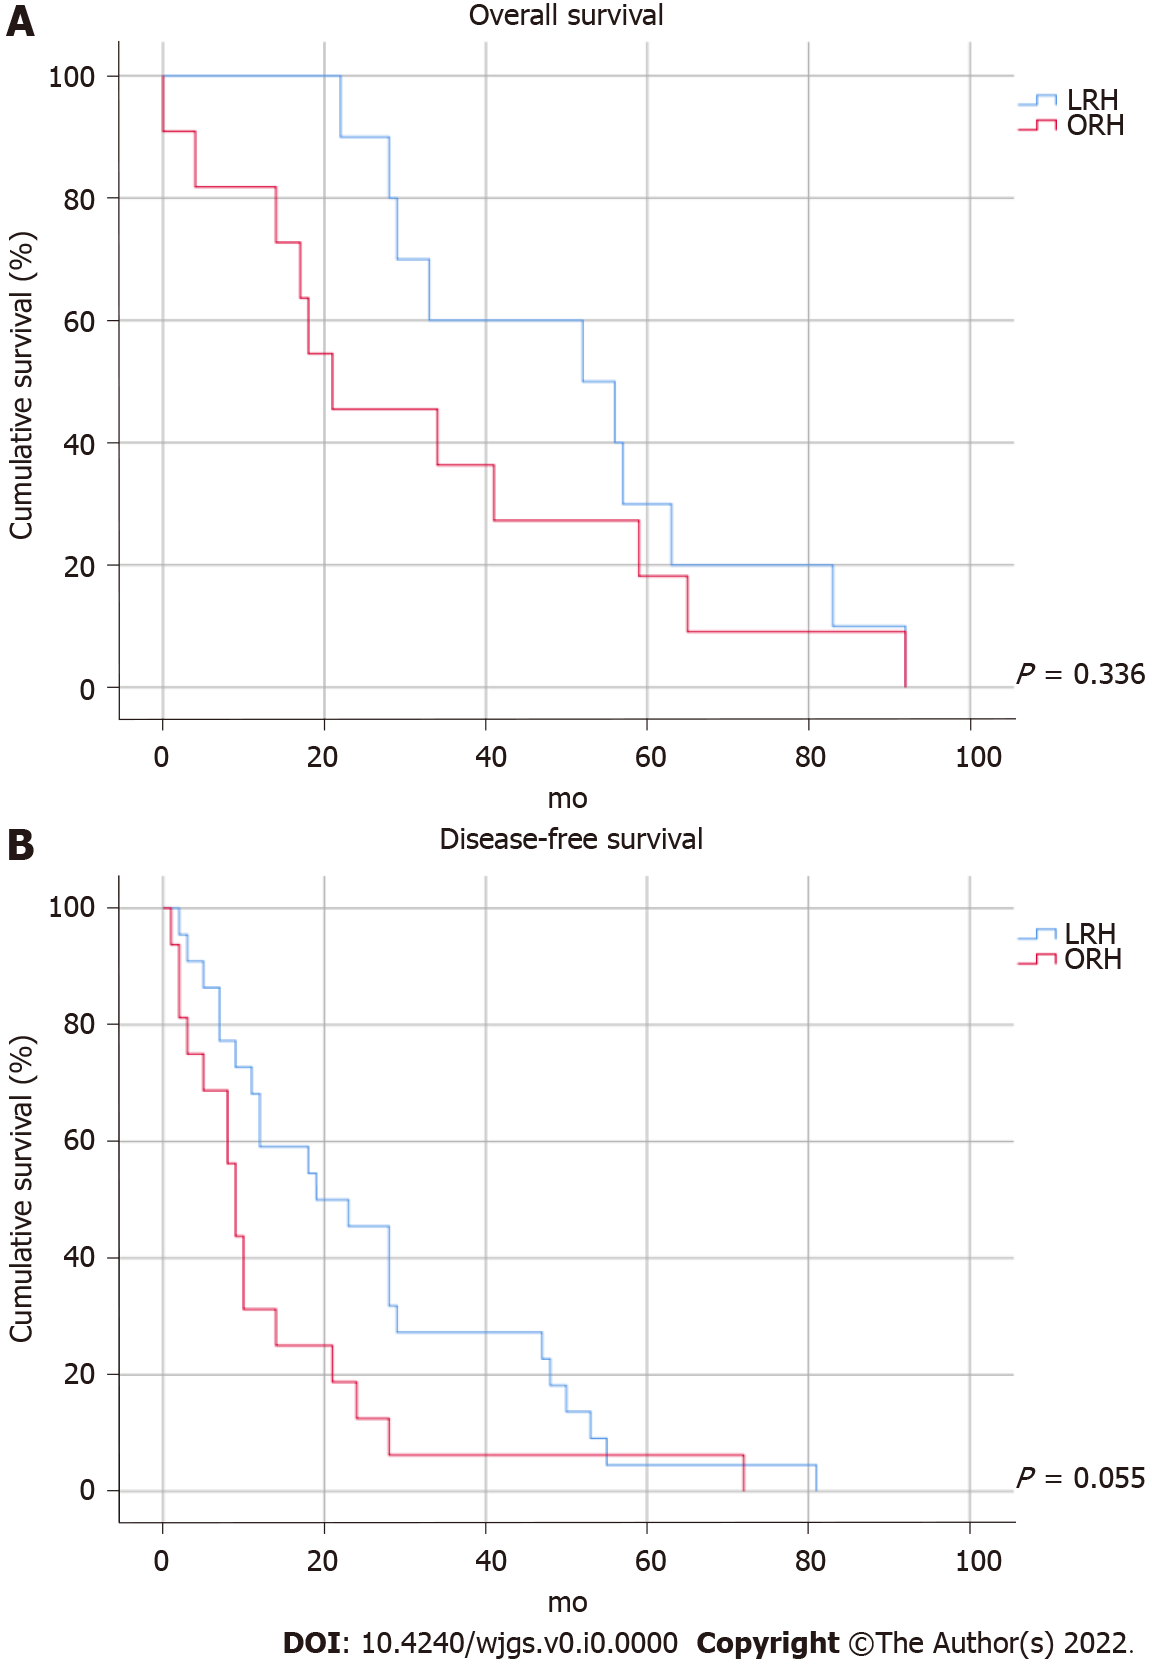 A
Overall survival
100
80
60
40
20
0
Cumulative survival (%)
LRH
ORH
P = 0.336
0 20 40 60 80 100
mo
B
Disease-free survival
100
80
60
40
20
0
Cumulative survival (%)
LRH
ORH
P = 0.055
0 20 40 60 80 100
mo
DOI: 10.4240/wjgs.v0.i0.0000 Copyright ©The Author(s) 2022.